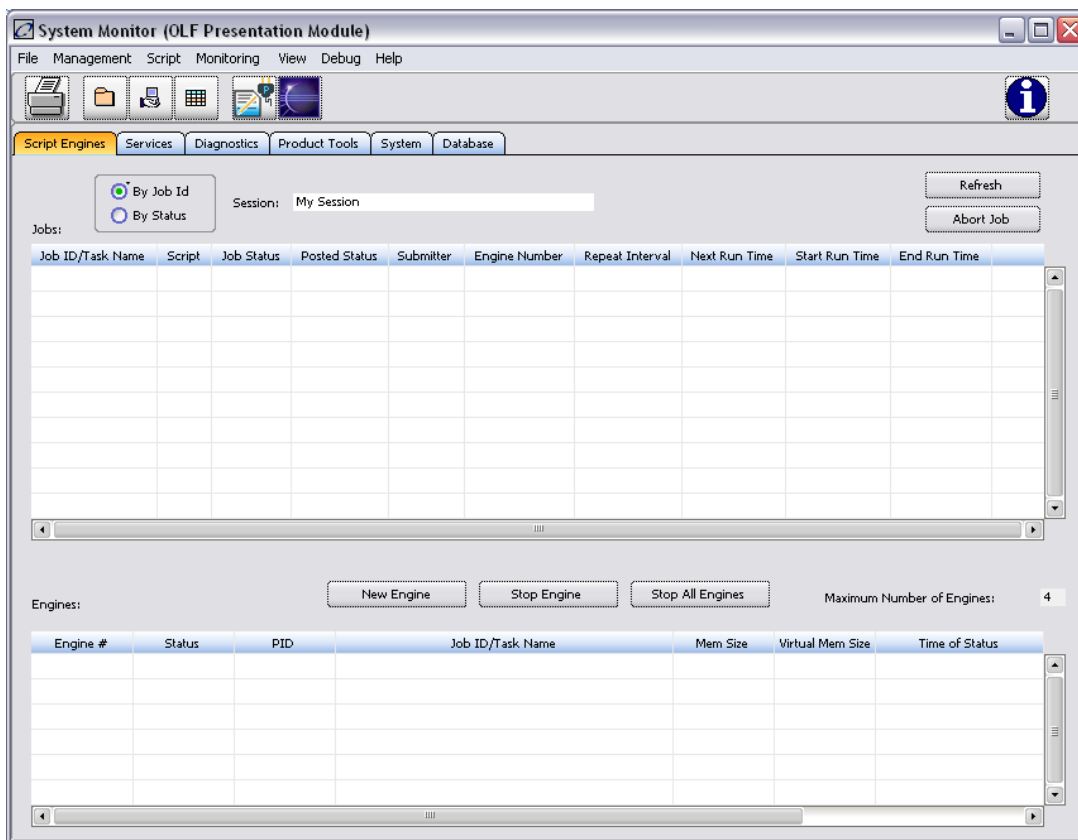 System Monitor (OLF Presentation Module)
File Management Script Monitoring View Debug Help
P
i
Script Engines Services Diagnostics Product Tools System Database
By Job Id
By Status
Session: My Session
Refresh
Abort Job
Jobs:
Job ID/Task Name Script Job Status Posted Status Submitter Engine Number Repeat Interval Next Run Time Start Run Time End Run Time
Engines:
New Engine Stop Engine Stop All Engines Maximum Number of Engines: 4
Engine # Status PID Job ID/Task Name Mem Size Virtual Mem Size Time of Status